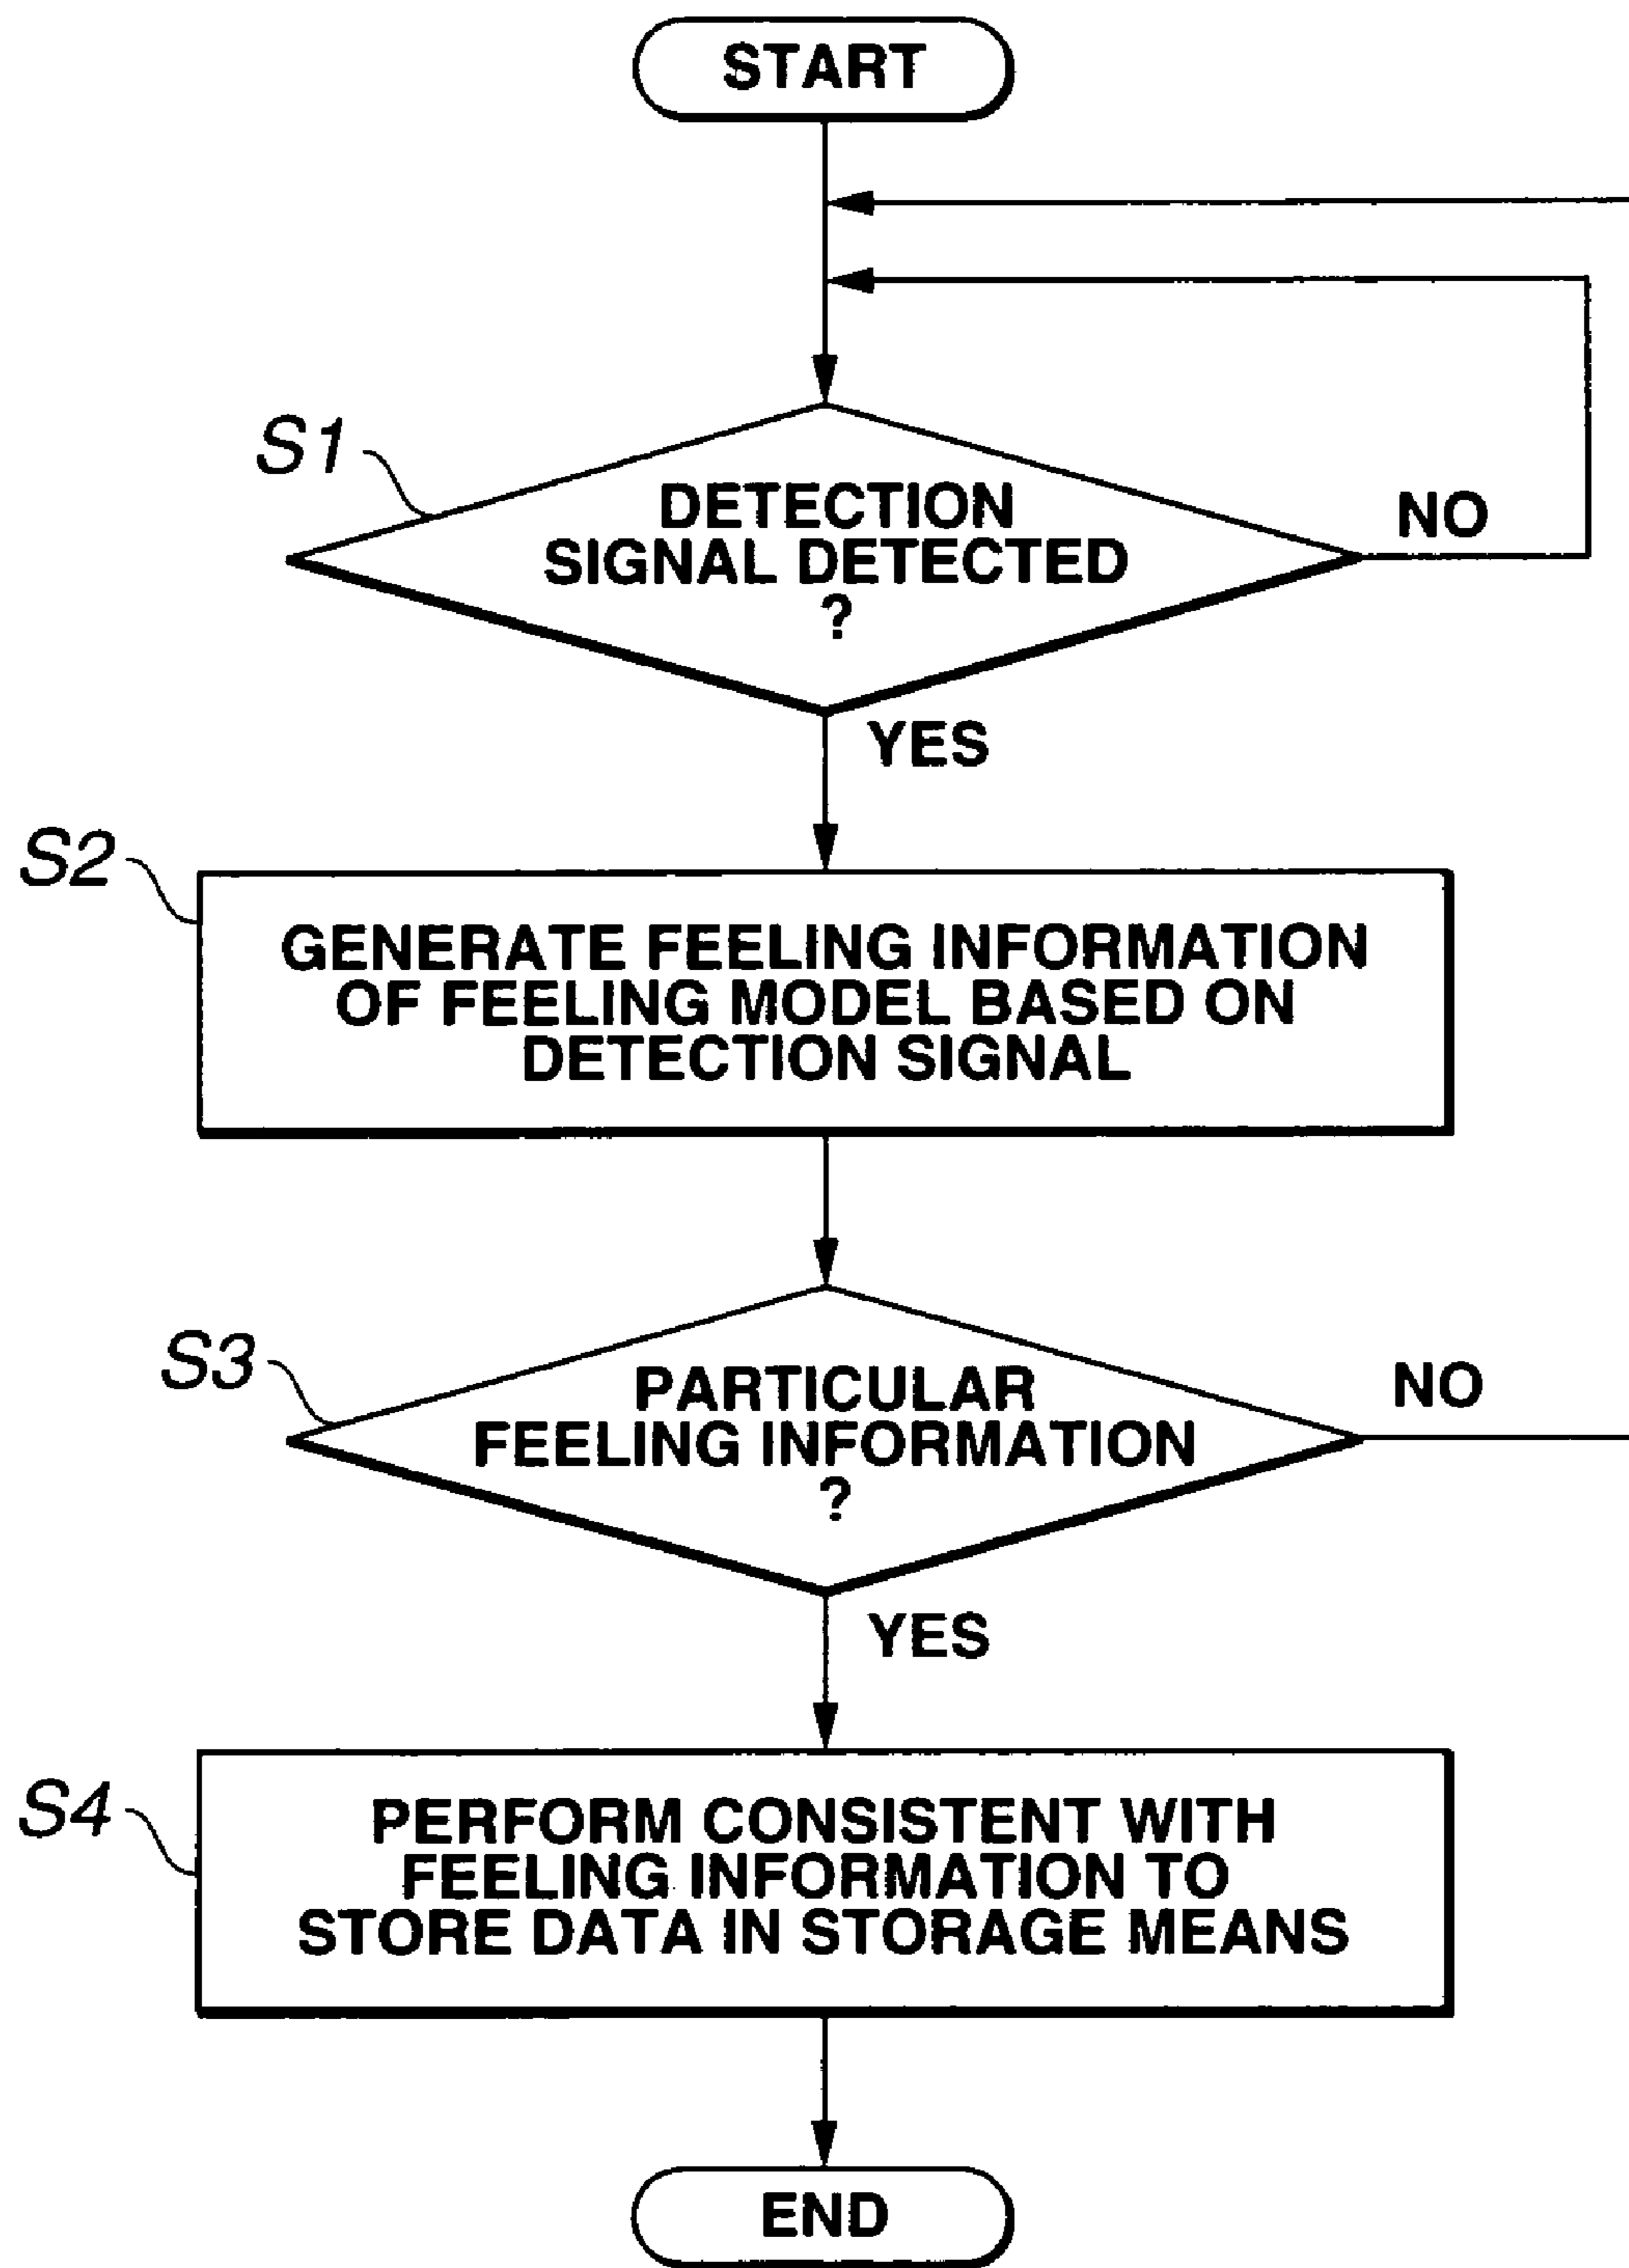 START
S1
DETECTION
SIGNAL DETECTED
?
NO
YES
S2
GENERATE FEELING INFORMATION
OF FEELING MODEL BASED ON
DETECTION SIGNAL
S3
PARTICULAR
FEELING INFORMATION
?
NO
YES
S4
PERFORM CONSISTENT WITH
FEELING INFORMATION TO
STORE DATA IN STORAGE MEANS
END